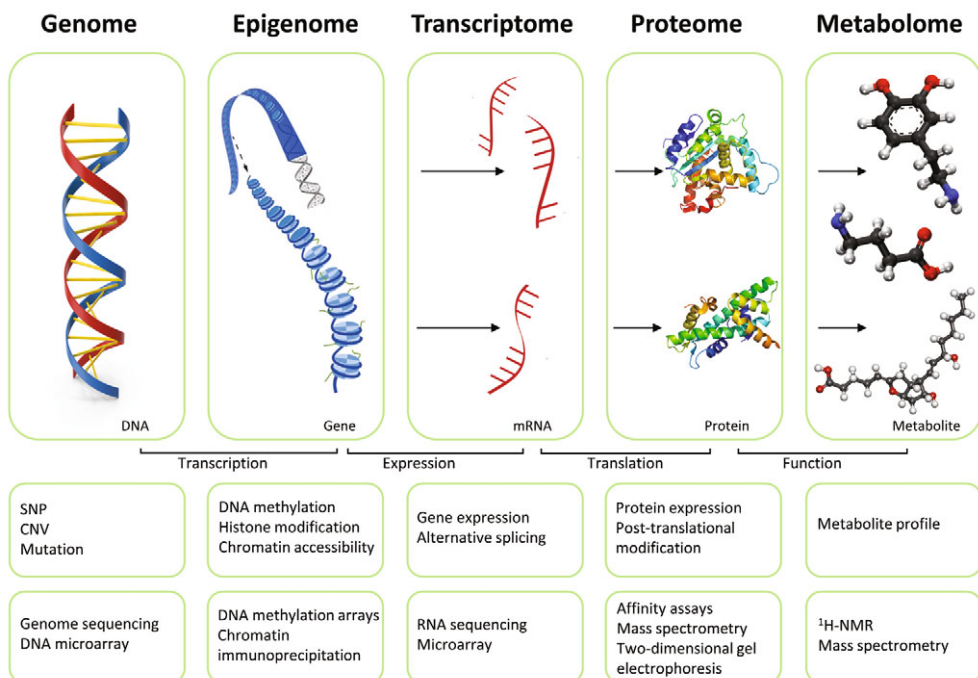 Genome
Epigenome
Transcriptome
Proteome
Metabolome
DNA
Gene
mRNA
Protein
Metabolite
Transcription
Expression
Translation
Function
SNP
CNV
Mutation
DNA methylation
Histone modification
Chromatin accessibility
Gene expression
Alternative splicing
Protein expression
Post-translational
modification
Metabolite profile
Genome sequencing
DNA microarray
DNA methylation arrays
Chromatin
immunoprecipitation
RNA sequencing
Microarray
Affinity assays
Mass spectrometry
Two-dimensional gel
electrophoresis
¹H-NMR
Mass spectrometry